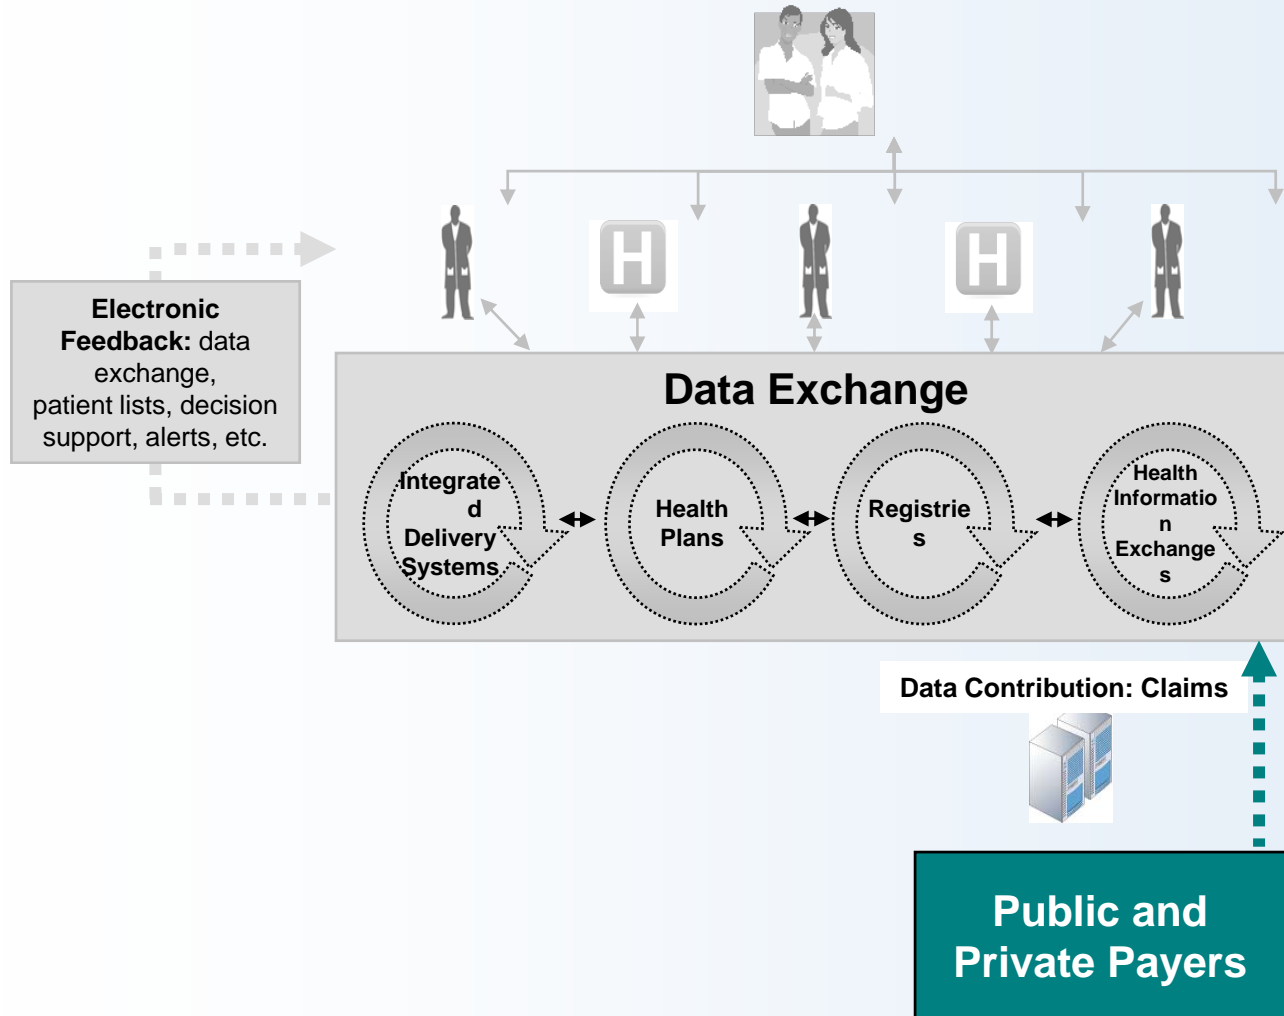 H
H
Electronic
Feedback: data
exchange,
patient lists, decision
support, alerts, etc.
Data Exchange
Integrate
d
Delivery
Systems
Health
Plans
Registrie
s
Health
Informatio
n
Exchange
s
Data Contribution: Claims
Public and
Private Payers